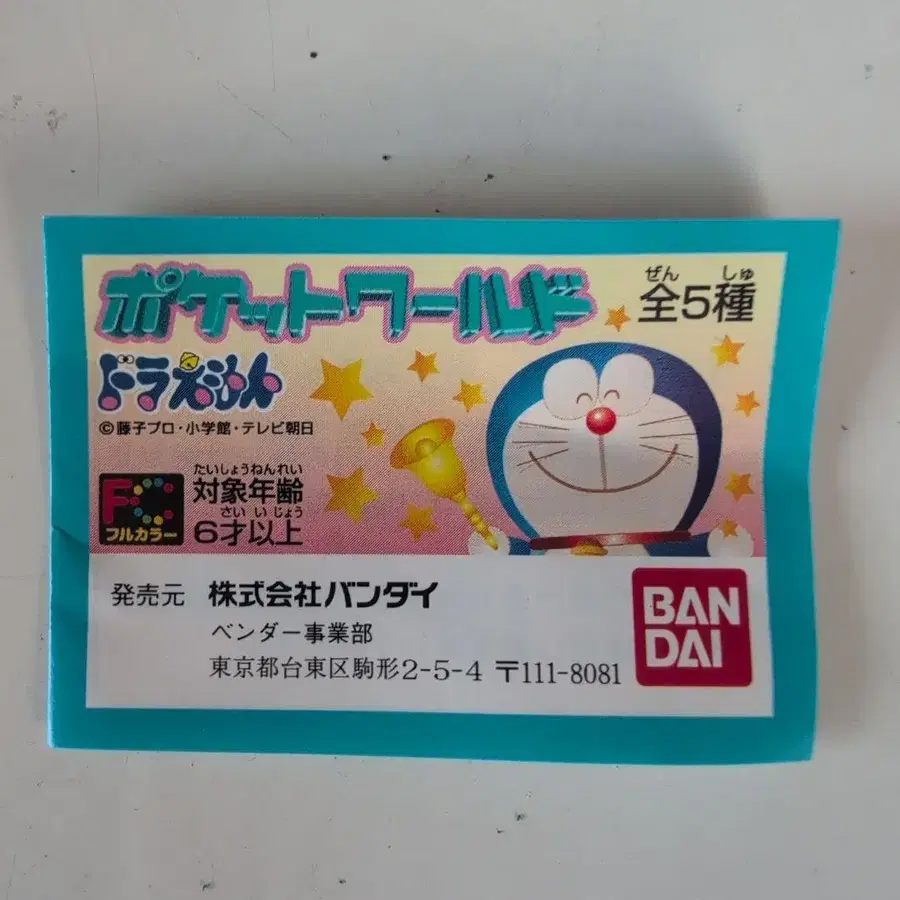 ポケットワールド
ぜん しゅ
全5種
ドラえもん
©藤子プロ・小学館・テレビ朝日
FC
フルカラー
たいしょうねんれい
対象年齢
さい いじょう
6才以上
発売元 株式会社バンダイ
ベンダー事業部
東京都台東区駒形2-5-4 〒111-8081
BAN
DAI